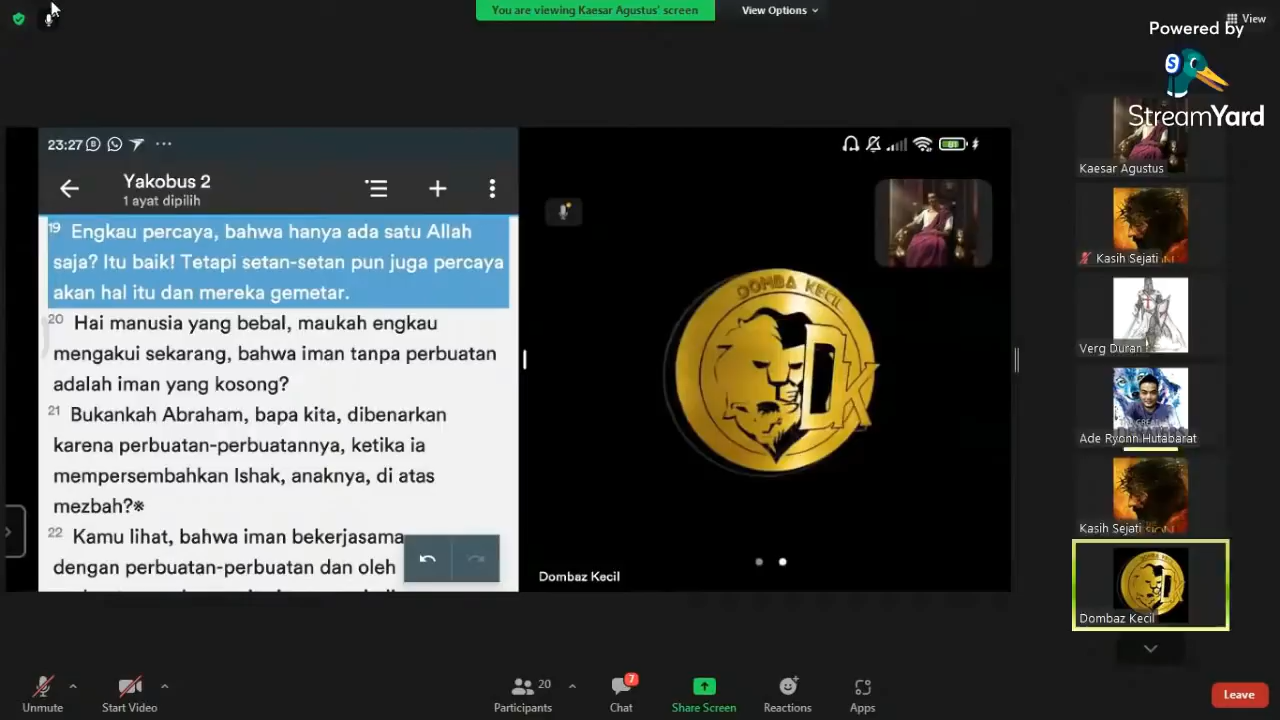 You are viewing Kaesar Agustus' screen
View Options
View
Powered by
StreamYard
23:27
Yakobus 2
1 ayat dipilih
19 Engkau percaya, bahwa hanya ada satu Allah
saja? Itu baik! Tetapi setan-setan pun juga percaya
akan hal itu dan mereka gemetar.
20 Hai manusia yang bebal, maukah engkau
mengakui sekarang, bahwa iman tanpa perbuatan
adalah iman yang kosong?
21 Bukankah Abraham, bapa kita, dibenarkan
karena perbuatan-perbuatannya, ketika ia
mempersembahkan Ishak, anaknya, di atas
mezbah?※
22 Kamu lihat, bahwa iman bekerjasama
dengan perbuatan-perbuatan dan oleh
DOMBA KECIL
DK
Dombaz Kecil
Kaesar Agustus
Kasih Sejati
Verg Duran
Ade Ryonn Hutabarat
Kasih Sejati
Dombaz Kecil
Unmute
Start Video
Participants
20
Chat
7
Share Screen
Reactions
Apps
Leave